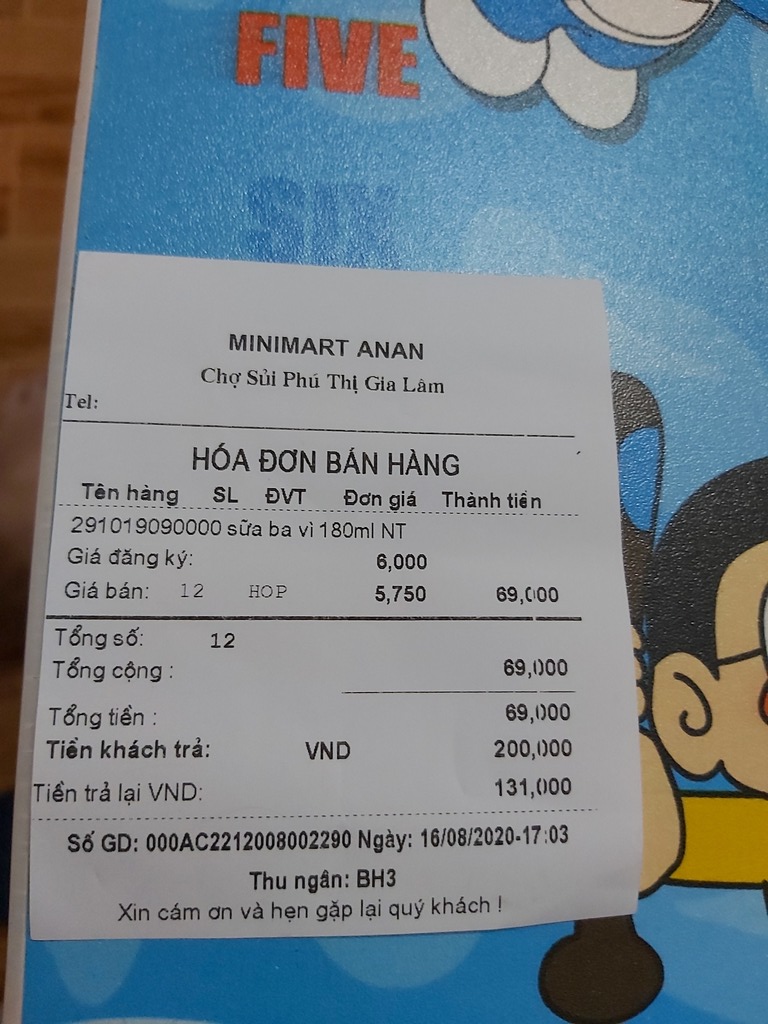 FIVE
SIX
MINIMART ANAN
Chợ Sủi Phú Thị Gia Lâm
Tel:
HÓA ĐƠN BÁN HÀNG
Tên hàng SL ĐVT Đơn giá Thành tiền
291019090000 sữa ba vì 180ml NT
Giá đăng ký: 6,000
Giá bán: 12 HOP 5,750 69,000
Tổng số: 12
Tổng cộng : 69,000
Tổng tiền : 69,000
Tiền khách trả: VND 200,000
Tiền trả lại VND: 131,000
Số GD: 000AC2212008002290 Ngày: 16/08/2020-17:03
Thu ngân: BH3
Xin cám ơn và hẹn gặp lại quý khách !